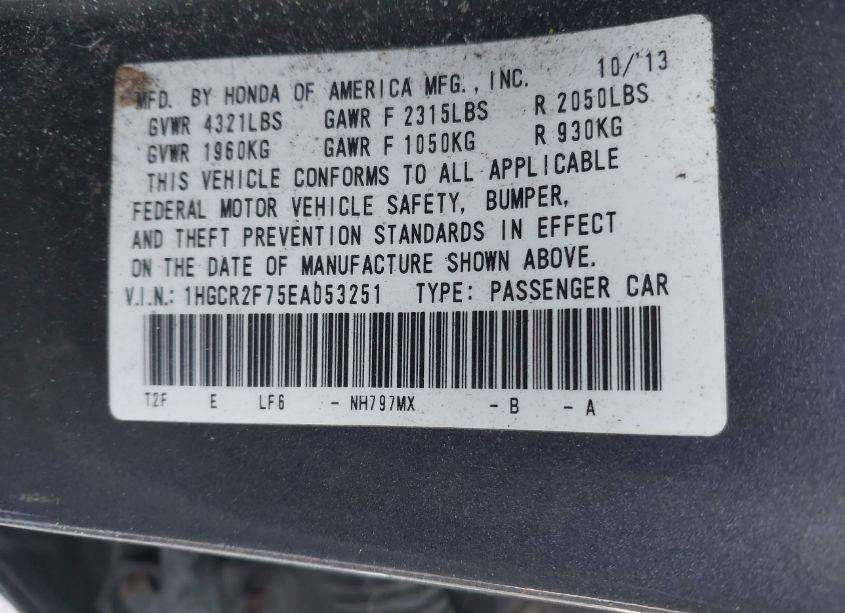 MFD. BY HONDA OF AMERICA MFG., INC. 10/'13
GVWR 4321LBS GAWR F 2315LBS R 2050LBS
GVWR 1960KG GAWR F 1050KG R 930KG
THIS VEHICLE CONFORMS TO ALL APPLICABLE
FEDERAL MOTOR VEHICLE SAFETY, BUMPER,
AND THEFT PREVENTION STANDARDS IN EFFECT
ON THE DATE OF MANUFACTURE SHOWN ABOVE.
V.I.N.: 1HGCR2F75EA053251 TYPE: PASSENGER CAR
T2F E LF6 - NH797MX - B - A